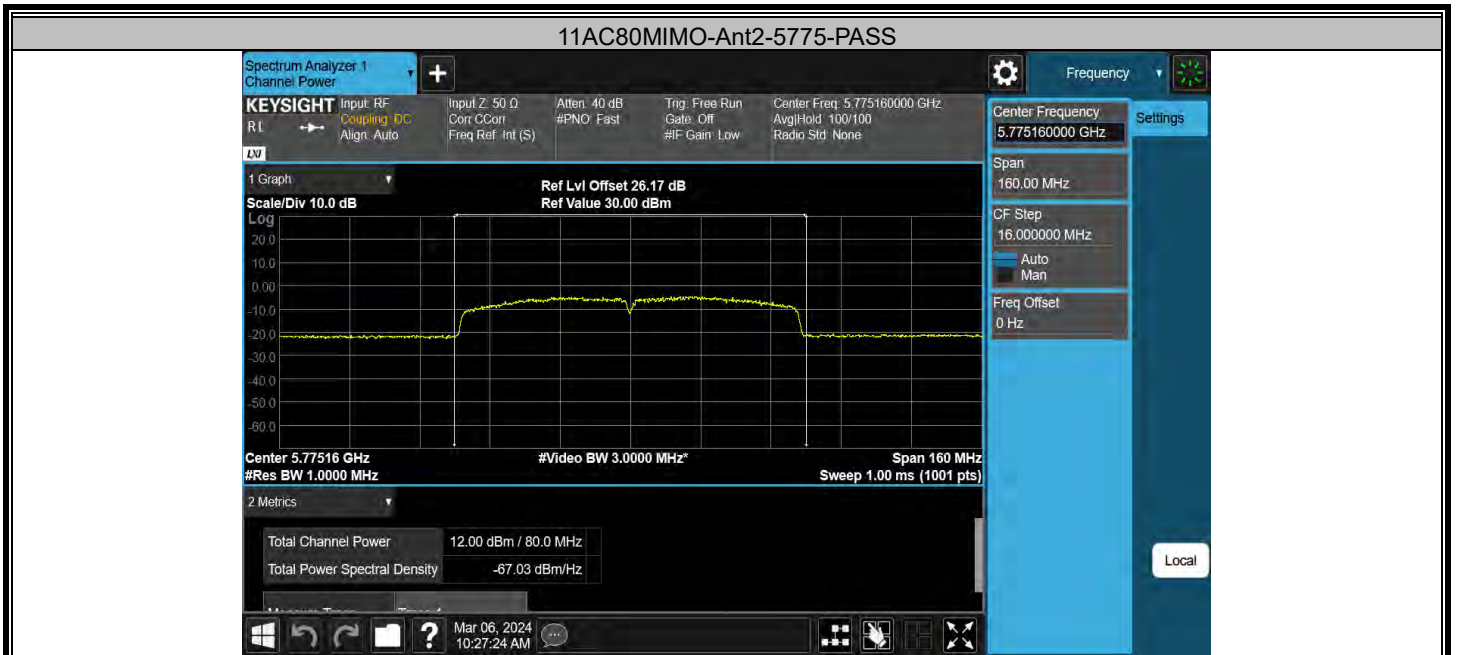 11AC80MIMO-Ant2-5775-PASS
Spectrum Analyzer 1
Channel Power
Frequency
KEYSIGHT
RL
LXI
Input: RF
Coupling: DC
Align: Auto
Input Z: 50 Ω
Corr CCorr
Freq Ref: Int (S)
Atten: 40 dB
#PNO: Fast
Trig: Free Run
Gate: Off
#IF Gain: Low
Center Freq: 5.775160000 GHz
Avg|Hold: 100/100
Radio Std: None
Center Frequency
5.775160000 GHz
Settings
Span
160.00 MHz
CF Step
16.000000 MHz
Auto
Man
Freq Offset
0 Hz
Local
1 Graph
Scale/Div 10.0 dB
Ref Lvl Offset 26.17 dB
Ref Value 30.00 dBm
Log
20.0
10.0
0.00
-10.0
-20.0
-30.0
-40.0
-50.0
-60.0
Center 5.77516 GHz
#Video BW 3.0000 MHz*
Span 160 MHz
#Res BW 1.0000 MHz
Sweep 1.00 ms (1001 pts)
2 Metrics
Total Channel Power 12.00 dBm / 80.0 MHz
Total Power Spectral Density -67.03 dBm/Hz
?
Mar 06, 2024
10:27:24 AM